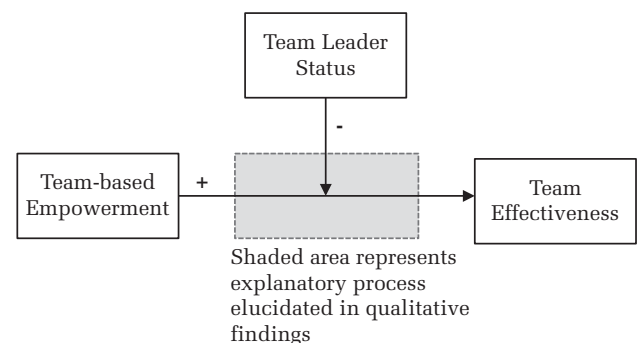 Team Leader
Status
-
Team-based
Empowerment
+
Team
Effectiveness
Shaded area represents
explanatory process
elucidated in qualitative
findings